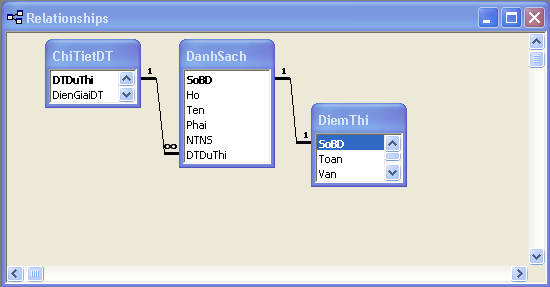 Relationships
ChiTietDT
DTDuThi
DienGiaiDT
1
∞
DanhSach
SoBD
Ho
Ten
Phai
NTNS
DTDuThi
1
1
DiemThi
SoBD
Toan
Van